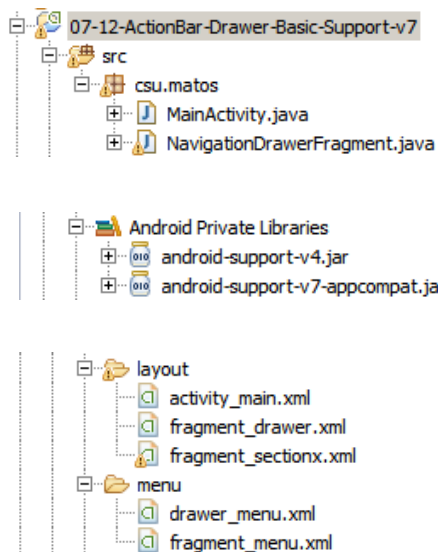 07-12-ActionBar-Drawer-Basic-Support-v7
src
csu.matos
MainActivity.java
NavigationDrawerFragment.java
Android Private Libraries
android-support-v4.jar
android-support-v7-appcompat.ja
layout
activity_main.xml
fragment_drawer.xml
fragment_sectionx.xml
menu
drawer_menu.xml
fragment_menu.xml